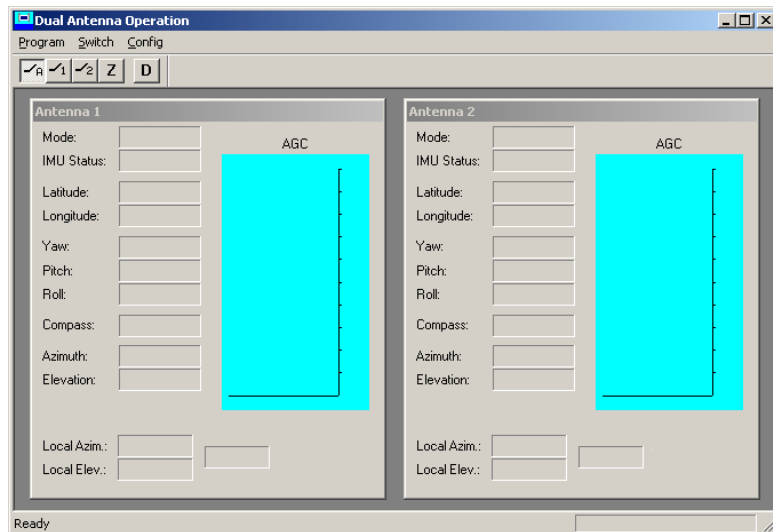 Dual Antenna Operation
Program Switch Config
A 1 2 Z D
Antenna 1
Mode:
AGC
IMU Status:
Latitude:
Longitude:
Yaw:
Pitch:
Roll:
Compass:
Azimuth:
Elevation:
Local Azim.:
Local Elev.:
Antenna 2
Mode:
AGC
IMU Status:
Latitude:
Longitude:
Yaw:
Pitch:
Roll:
Compass:
Azimuth:
Elevation:
Local Azim.:
Local Elev.:
Ready